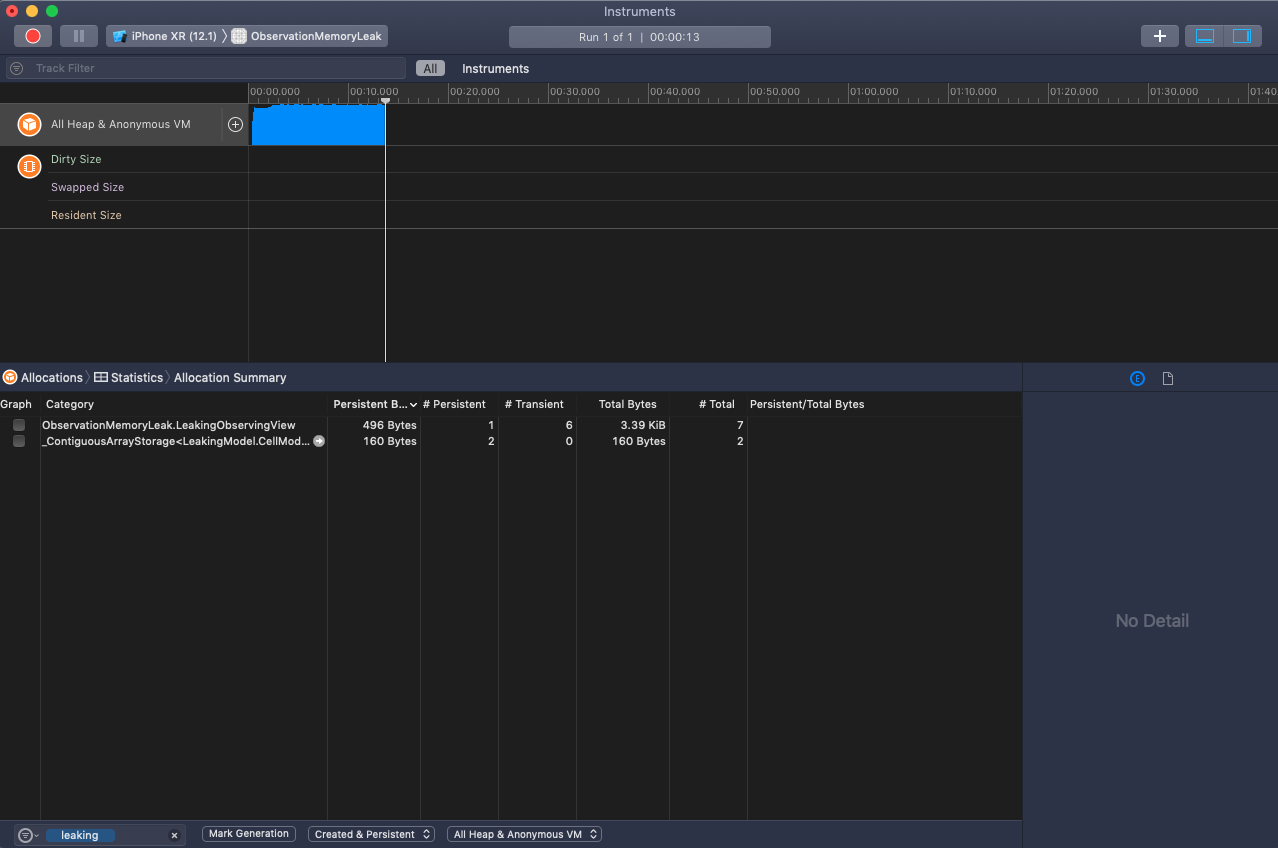 Instruments
iPhone XR (12.1) ObservationMemoryLeak
Run 1 of 1 | 00:00:13
Track Filter
All Instruments
00:00.000 00:10.000 00:20.000 00:30.000 00:40.000 00:50.000 01:00.000 01:10.000 01:20.000 01:30.000 01:40
All Heap & Anonymous VM
Dirty Size
Swapped Size
Resident Size
Allocations Statistics Allocation Summary
E
Graph Category Persistent B... # Persistent # Transient Total Bytes # Total Persistent/Total Bytes
ObservationMemoryLeak.LeakingObservingView 496 Bytes 1 6 3.39 KiB 7
_ContiguousArrayStorage<LeakingModel.CellMod... 160 Bytes 2 0 160 Bytes 2
No Detail
leaking Mark Generation Created & Persistent All Heap & Anonymous VM